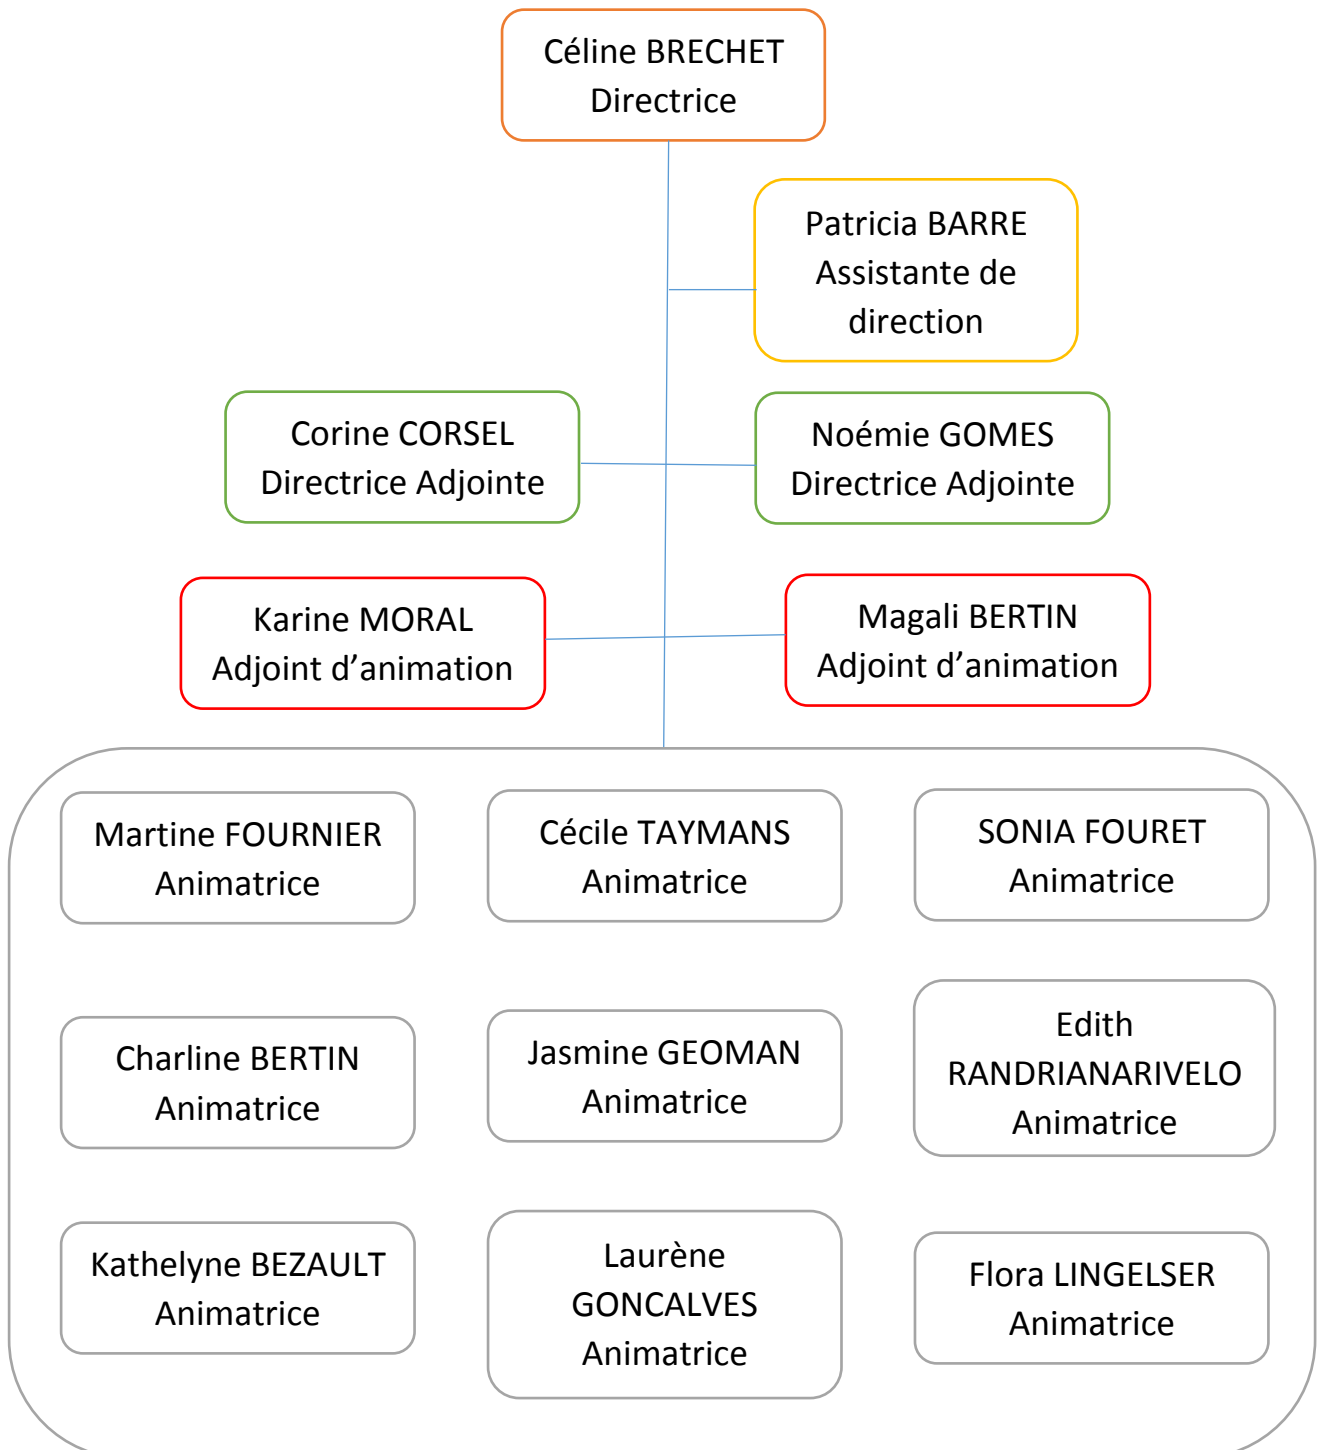 Céline BRECHET
Directrice
Patricia BARRE
Assistante de
direction
Corine CORSEL
Directrice Adjointe
Noémie GOMES
Directrice Adjointe
Karine MORAL
Adjoint d’animation
Magali BERTIN
Adjoint d’animation
Martine FOURNIER
Animatrice
Cécile TAYMANS
Animatrice
SONIA FOURET
Animatrice
Charline BERTIN
Animatrice
Jasmine GEOMAN
Animatrice
Edith
RANDRIANARIVELO
Animatrice
Kathelyne BEZAULT
Animatrice
Laurène
GONCALVES
Animatrice
Flora LINGELSER
Animatrice